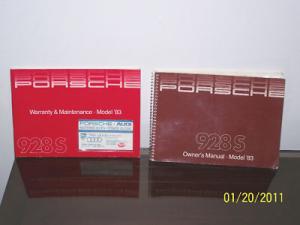 PORSCHE
Warranty & Maintenance - Model '83
PORSCHE+AUDI
928S
PORSCHE
928S
Owner's Manual - Model '83
01/20/2011